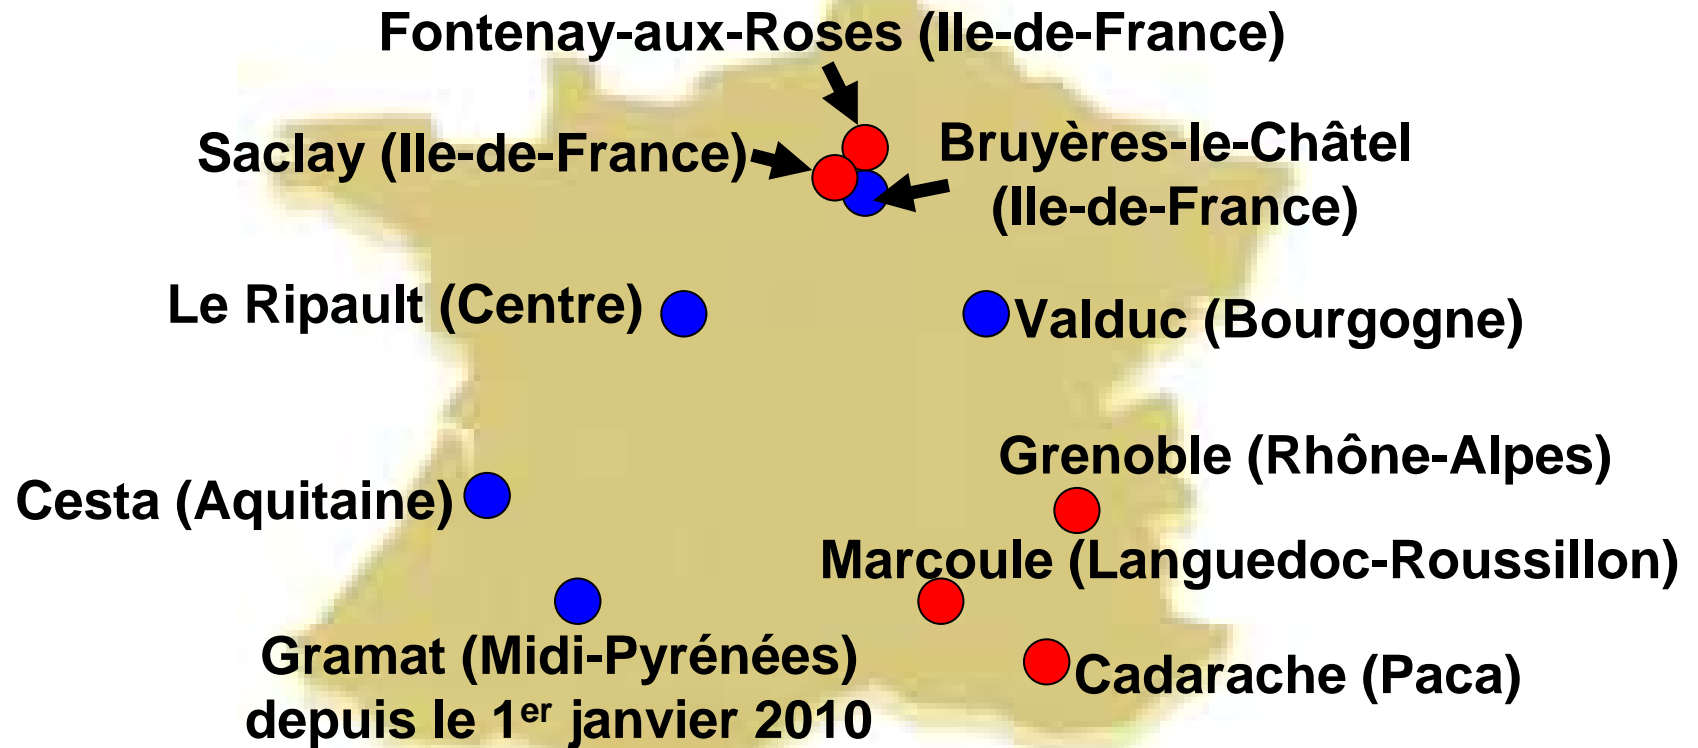 Fontenay-aux-Roses (Ile-de-France)
Saclay (Ile-de-France)
Bruyères-le-Châtel
(Ile-de-France)
Le Ripault (Centre)
Valduc (Bourgogne)
Grenoble (Rhône-Alpes)
Cesta (Aquitaine)
Marcoule (Languedoc-Roussillon)
Gramat (Midi-Pyrénées)
depuis le 1er janvier 2010
Cadarache (Paca)